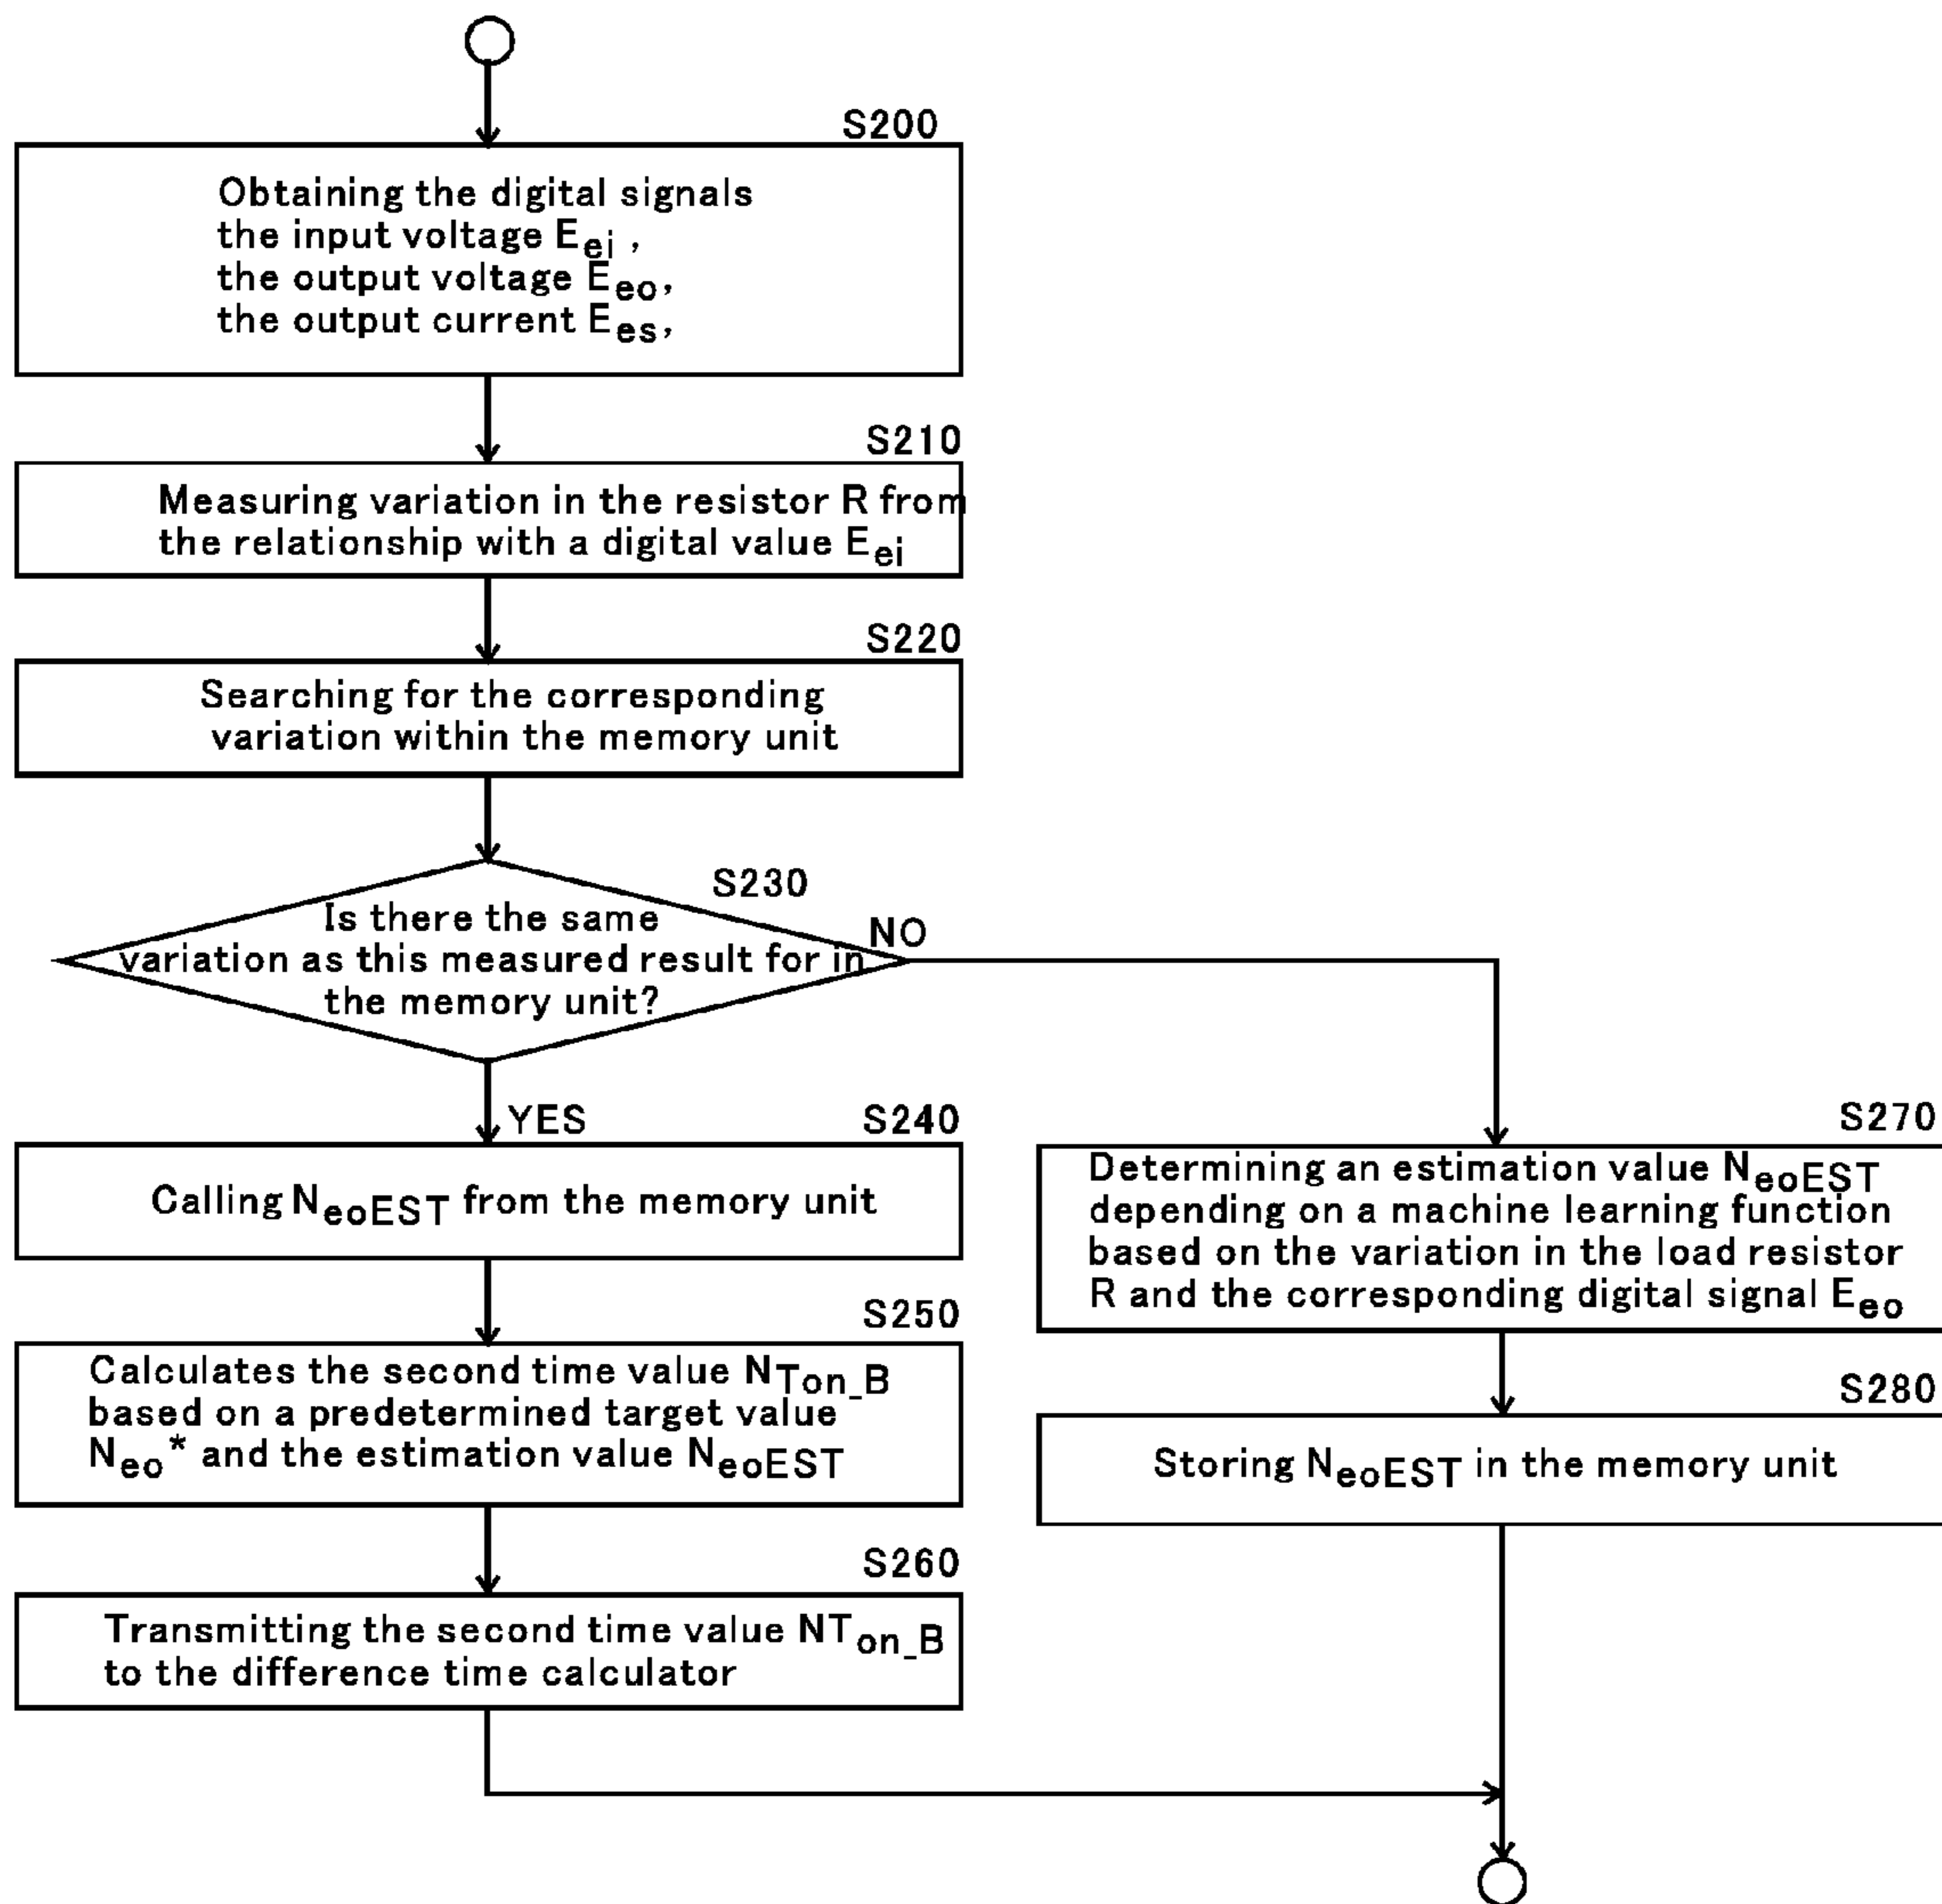 S200
Obtaining the digital signals
the input voltage Eei ,
the output voltage Eeo,
the output current Ees,
S210
Measuring variation in the resistor R from
the relationship with a digital value Eei
S220
Searching for the corresponding
variation within the memory unit
S230
Is there the same
variation as this measured result for in
the memory unit?
NO
YES
S240
Calling NeoEST from the memory unit
S250
Calculates the second time value NTon_B
based on a predetermined target value
Neo* and the estimation value NeoEST
S260
Transmitting the second time value NTon_B
to the difference time calculator
S270
Determining an estimation value NeoEST
depending on a machine learning function
based on the variation in the load resistor
R and the corresponding digital signal Eeo
S280
Storing NeoEST in the memory unit